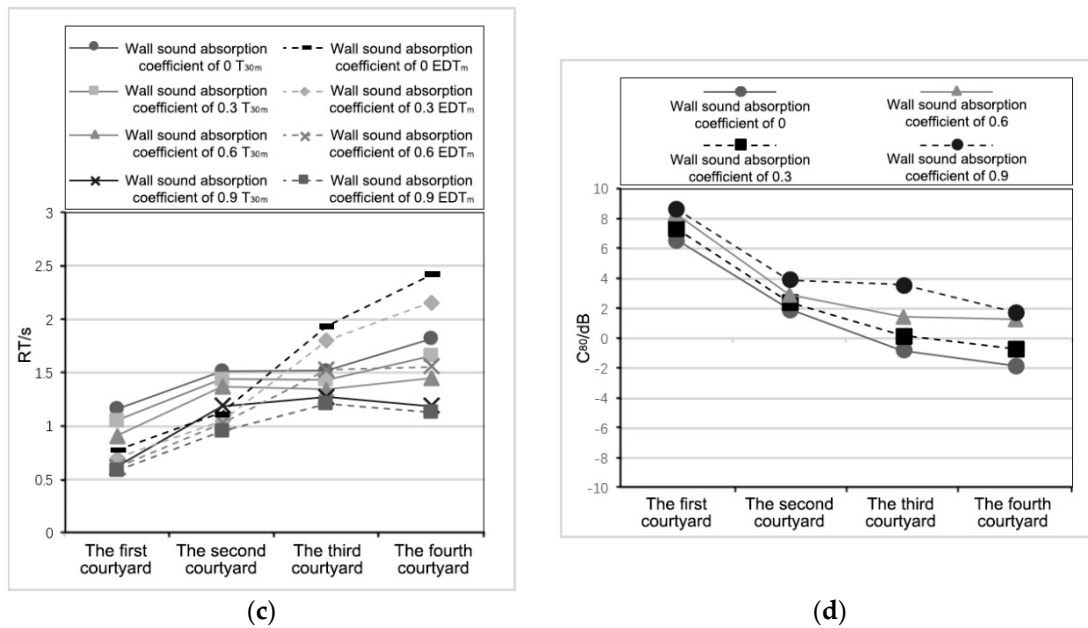 Wall sound absorption
coefficient of 0 T30m
Wall sound absorption
coefficient of 0 EDTm
Wall sound absorption
coefficient of 0.3 T30m
Wall sound absorption
coefficient of 0.3 EDTm
Wall sound absorption
coefficient of 0.6 T30m
Wall sound absorption
coefficient of 0.6 EDTm
Wall sound absorption
coefficient of 0.9 T30m
Wall sound absorption
coefficient of 0.9 EDTm
3
2.5
2
1.5
1
0.5
0
RT/s
The first
courtyard
The second
courtyard
The third
courtyard
The fourth
courtyard
(c)
Wall sound absorption
coefficient of 0
Wall sound absorption
coefficient of 0.6
Wall sound absorption
coefficient of 0.3
Wall sound absorption
coefficient of 0.9
10
8
6
4
2
0
-2
-4
-6
-8
-10
C80/dB
The first
courtyard
The second
courtyard
The third
courtyard
The fourth
courtyard
(d)